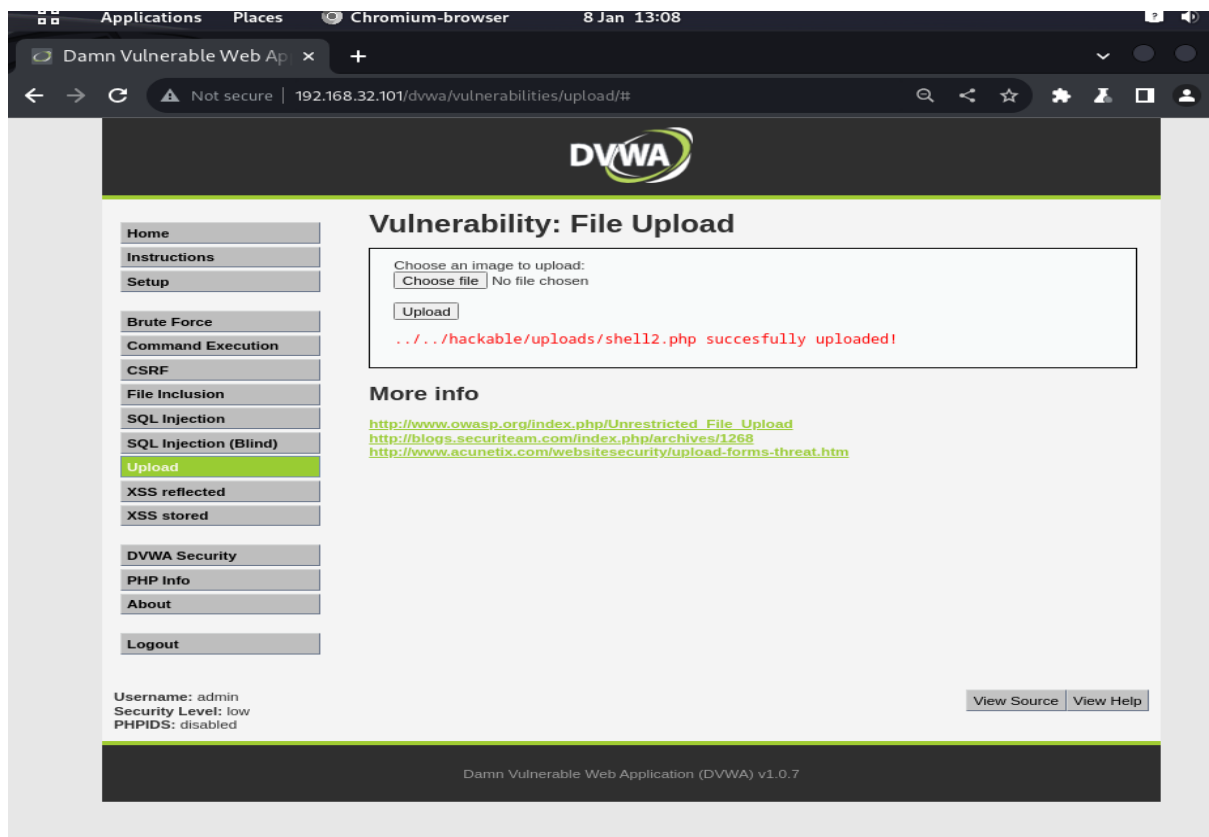 Applications Places Chromium-browser 8 Jan 13:08
Damn Vulnerable Web Ap
Not secure | 192.168.32.101/dvwa/vulnerabilities/upload/#
DVWA
Home
Instructions
Setup
Brute Force
Command Execution
CSRF
File Inclusion
SQL Injection
SQL Injection (Blind)
Upload
XSS reflected
XSS stored
DVWA Security
PHP Info
About
Logout
Vulnerability: File Upload
Choose an image to upload:
Choose file No file chosen
Upload
../../hackable/uploads/shell2.php succesfully uploaded!
More info
http://www.owasp.org/index.php/Unrestricted_File_Upload
http://blogs.securiteam.com/index.php/archives/1268
http://www.acunetix.com/websitesecurity/upload-forms-threat.htm
Username: admin
Security Level: low
PHPIDS: disabled
View Source View Help
Damn Vulnerable Web Application (DVWA) v1.0.7